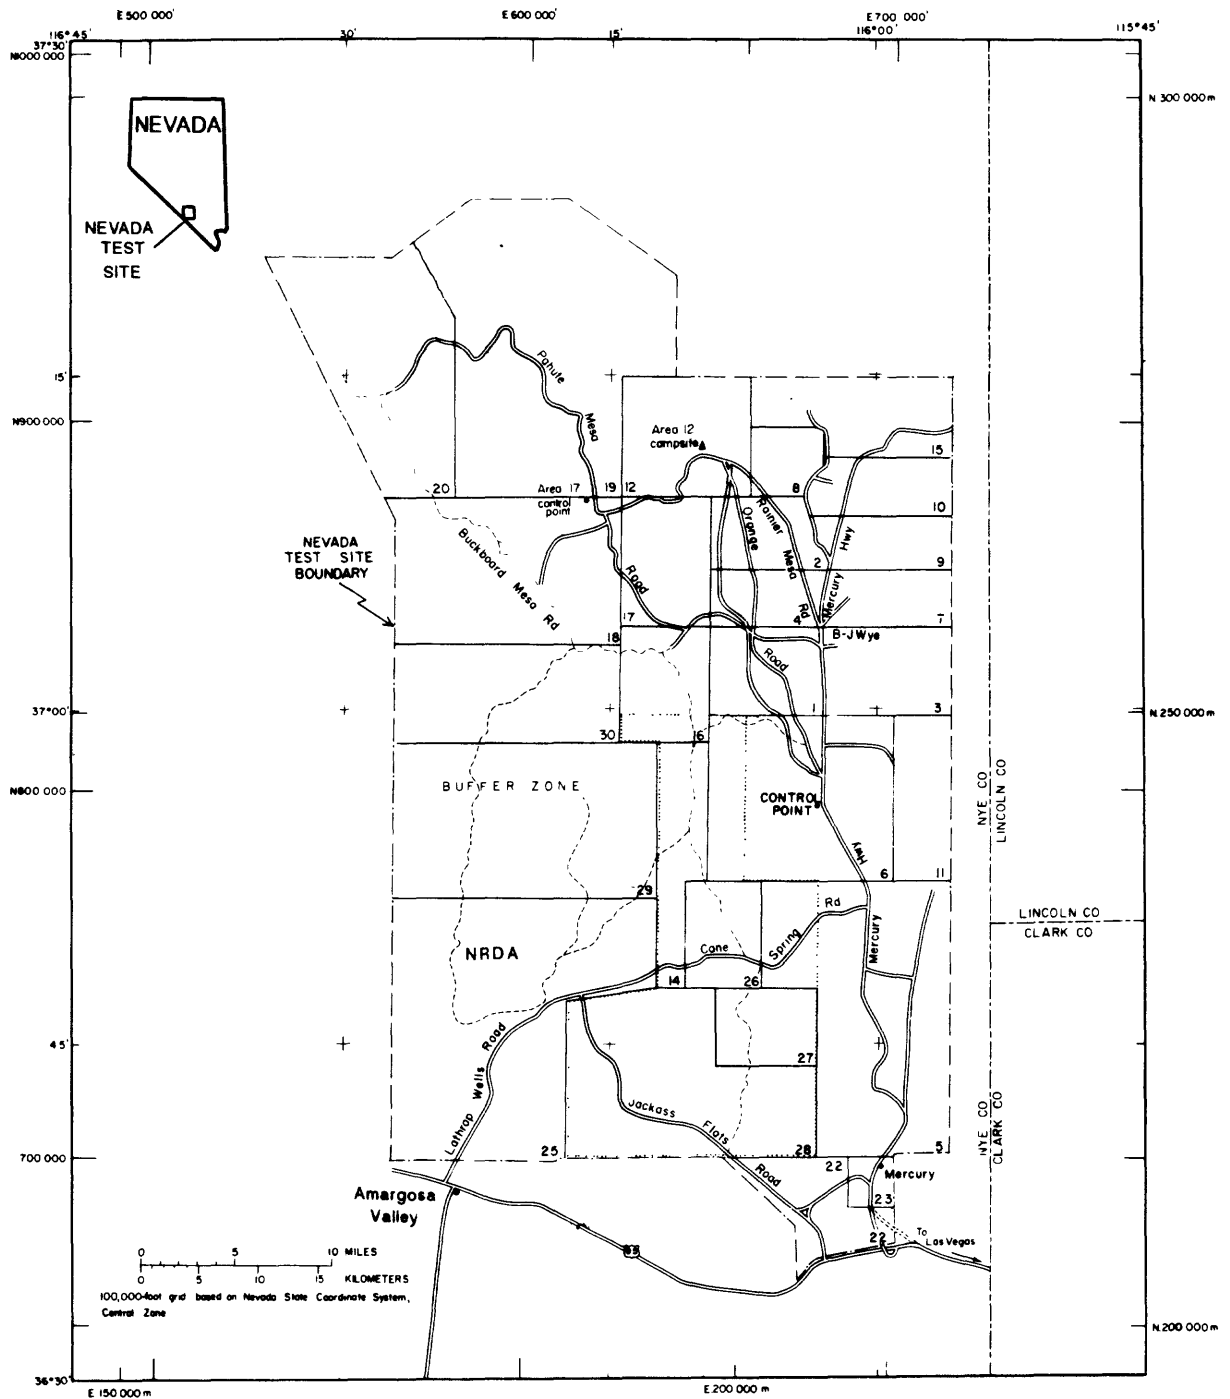 E 500 000'
E 600 000'
E 700 000'
116°45'
30'
15'
116°00'
115°45'
37°30'
N1000 000
N 300 000 m
NEVADA
NEVADA
TEST
SITE
Pahute
Mesa
Road
15'
N900 000
Area 12
campsite
15
20
Area 17
control
point
19
12
8
10
Buckboard Mesa Rd
Orange
Road
Rainier
Mesa
Rd
Mercury
Hwy
2
9
NEVADA
TEST SITE
BOUNDARY
17
4
7
18
B-J Wye
37°00'
1
3
N.250 000 m
30
16
BUFFER ZONE
N800 000
CONTROL
POINT
NYE CO
LINCOLN CO
Hwy
6
11
29
Rd
LINCOLN CO
CLARK CO
NRDA
Cane
Spring
Mercury
14
26
45'
27
Lathrop
Wells
Road
Jackass
Flats
Road
NYE CO
CLARK CO
700 000
25
28
22
5
Mercury
Amargosa
Valley
23
22
To
Las Vegas
95
0 5 10 MILES
0 5 10 15 KILOMETERS
100,000-foot grid based on Nevada State Coordinate System,
Central Zone
N.200 000 m
36°30'
E 150 000 m
E 200 000 m